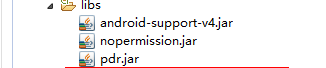 libs
android-support-v4.jar
nopermission.jar
pdr.jar